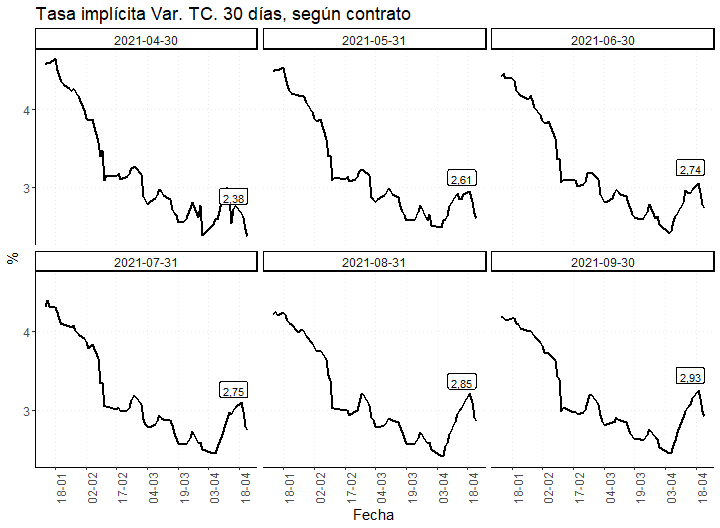 Tasa implícita Var. TC. 30 días, según contrato
2021-04-30 2021-05-31 2021-06-30
4
3
2,38 2,61 2,74
%
2021-07-31 2021-08-31 2021-09-30
4
3
2,75 2,85 2,93
18-01 02-02 17-02 04-03 19-03 03-04 18-04 18-01 02-02 17-02 04-03 19-03 03-04 18-04 18-01 02-02 17-02 04-03 19-03 03-04 18-04
Fecha